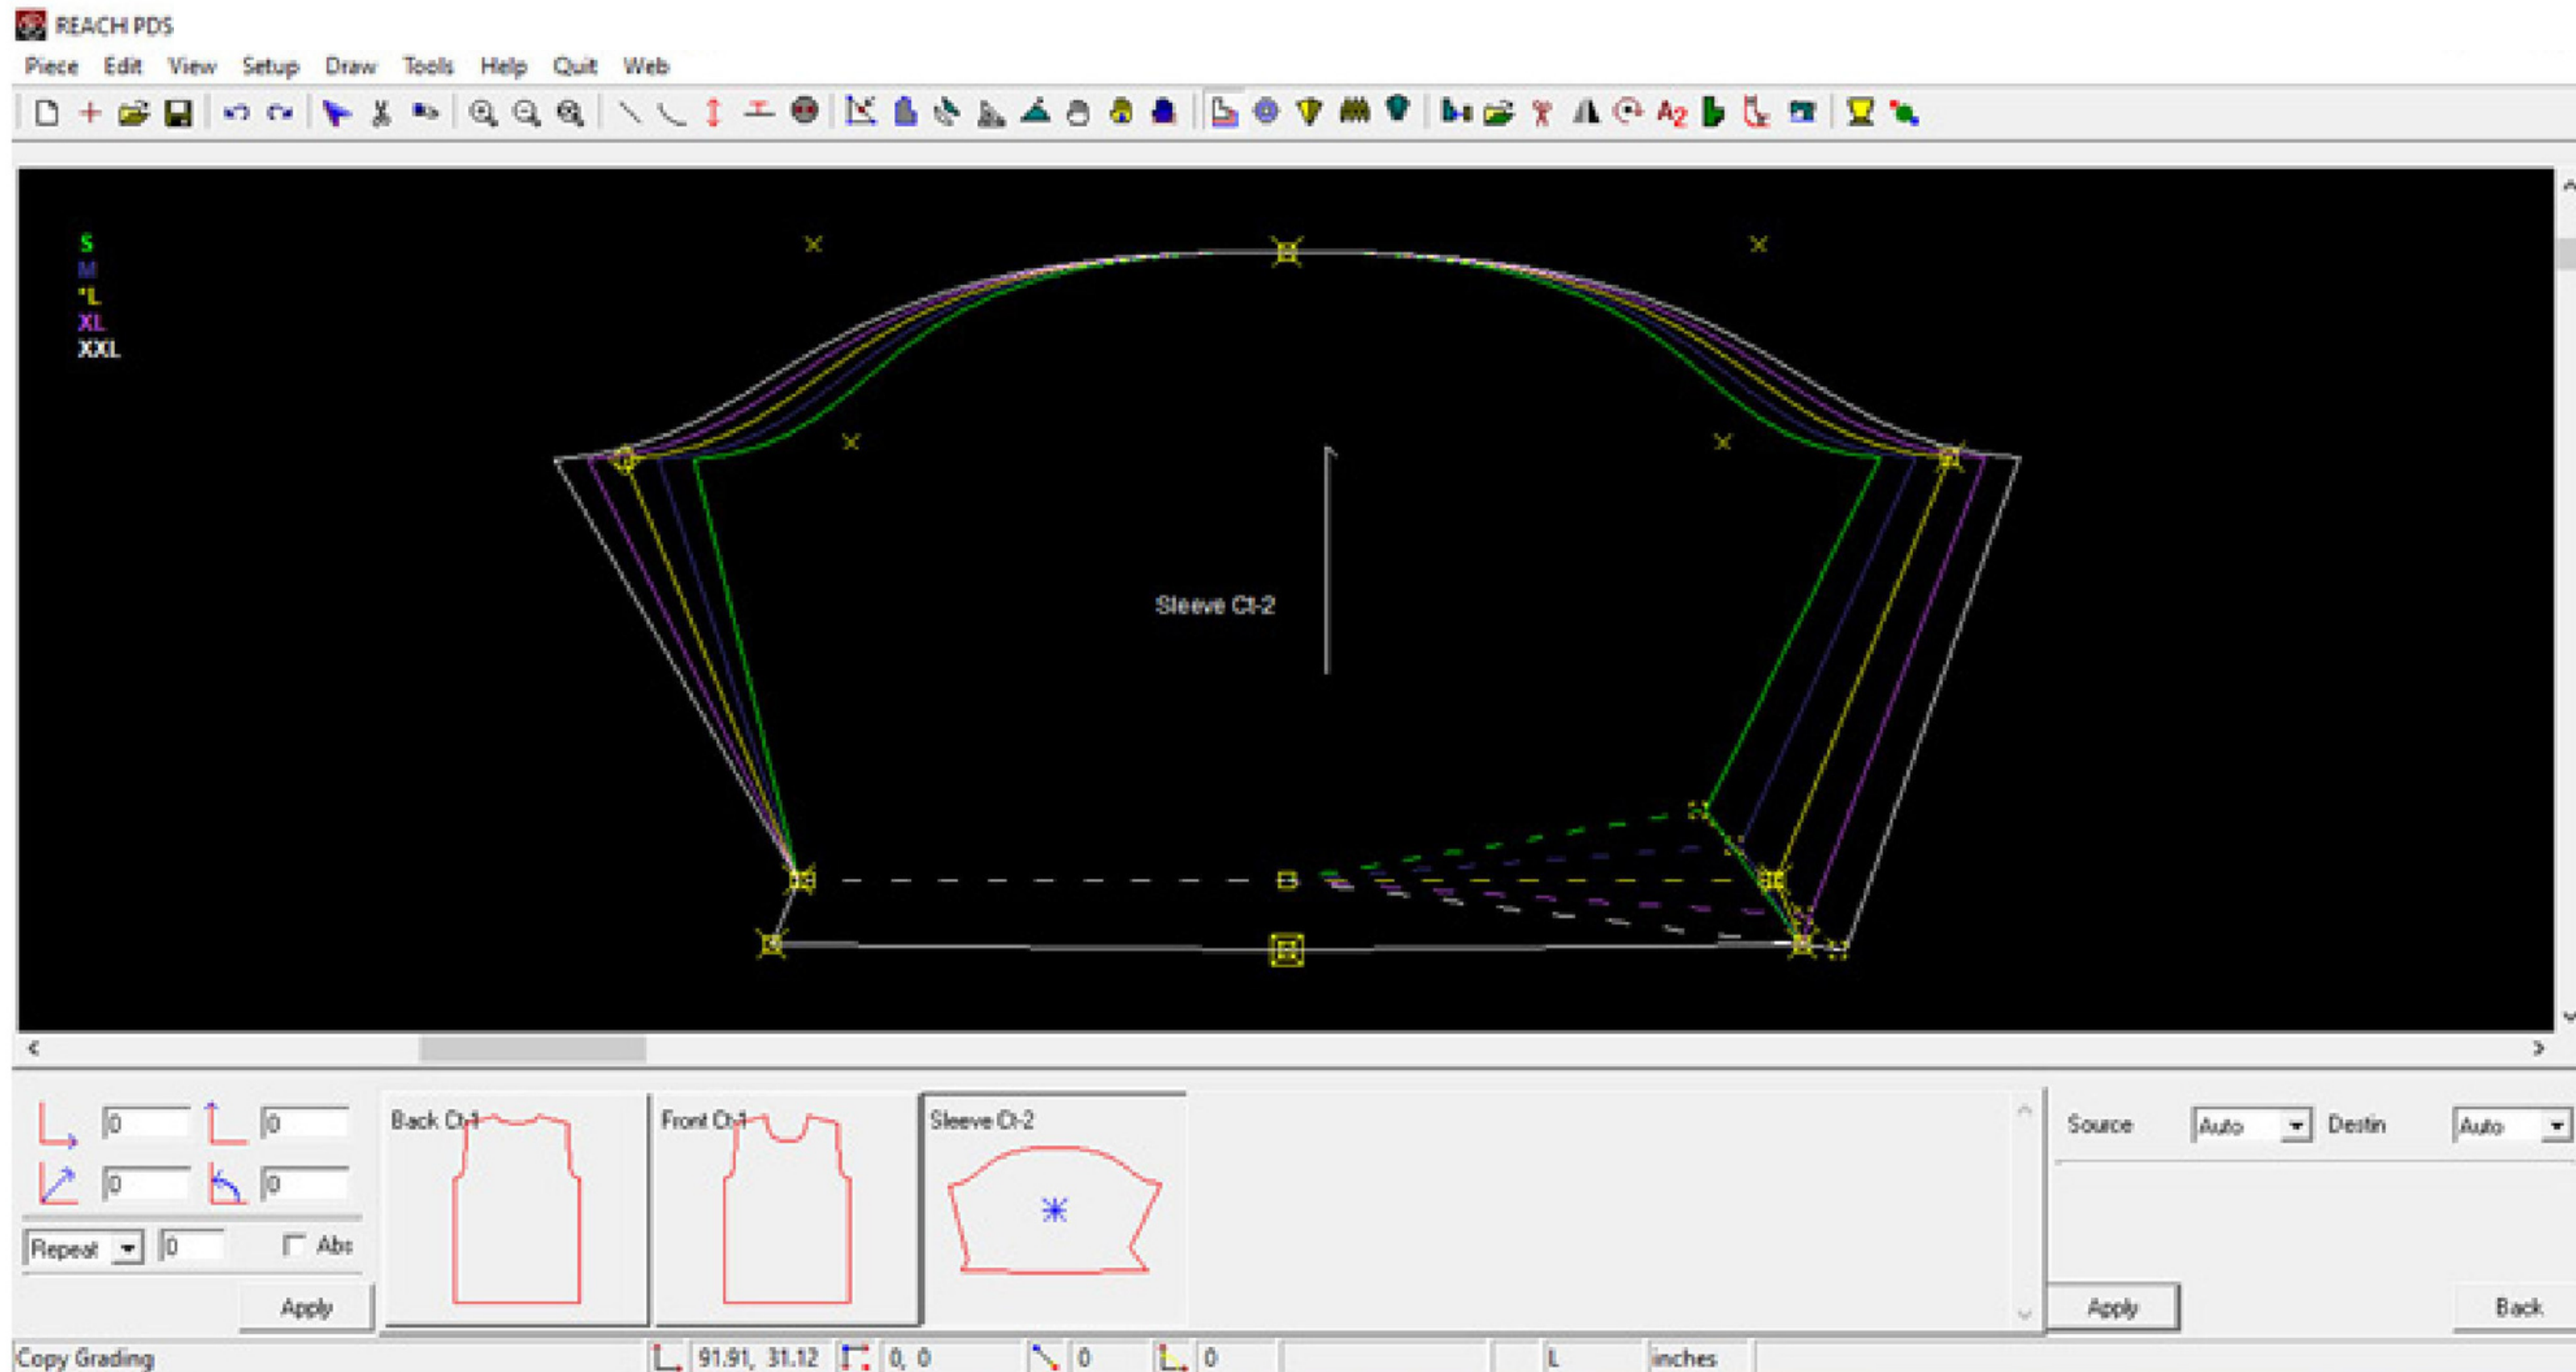 REACH PDS
Piece Edit View Setup Draw Tools Help Quit Web
S
M
*L
XL
XXL
Sleeve Ct-2
0 0 Back Ct-1 Front Ct-1 Sleeve Ct-2 Source Auto Destin Auto
0 0
Repeat 0 Abs
Apply Apply Back
Copy Grading 91.91, 31.12 0, 0 0 0 L inches